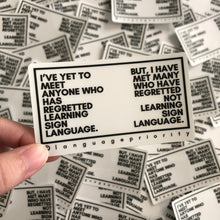 I'VE YET TO
MEET
ANYONE WHO
HAS
REGRETTED
LEARNING
SIGN
LANGUAGE.
BUT, I HAVE
MET MANY
WHO HAVE
REGRETTED
NOT
LEARNING
SIGN
LANGUAGE.
@languagepriority